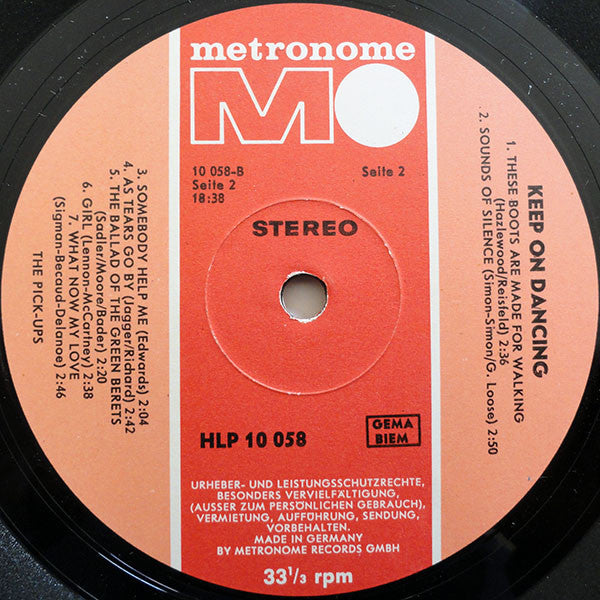 metronome
MO
10 058-B
Seite 2
18:38
Seite 2
STEREO
HLP 10 058
GEMA
BIEM
URHEBER- UND LEISTUNGSSCHUTZRECHTE,
BESONDERS VERVIELFÄLTIGUNG,
(AUSSER ZUM PERSÖNLICHEN GEBRAUCH),
VERMIETUNG, AUFFÜHRUNG, SENDUNG,
VORBEHALTEN.
MADE IN GERMANY
BY METRONOME RECORDS GMBH
33⅓ rpm
KEEP ON DANCING
1. THESE BOOTS ARE MADE FOR WALKING
(Hazlewood/Reisfeld) 2:36
2. SOUNDS OF SILENCE (Simon-Simon/G. Loose) 2:50
3. SOMEBODY HELP ME (Edwards) 2:04
4. AS TEARS GO BY (Jagger/Richard) 2:42
5. THE BALLAD OF THE GREEN BERETS
(Sadler/Moore/Bader) 2:20
6. GIRL (Lennon-McCartney) 2:38
7. WHAT NOW MY LOVE
(Sigman-Becaud-Delanoe) 2:46
THE PICK-UPS